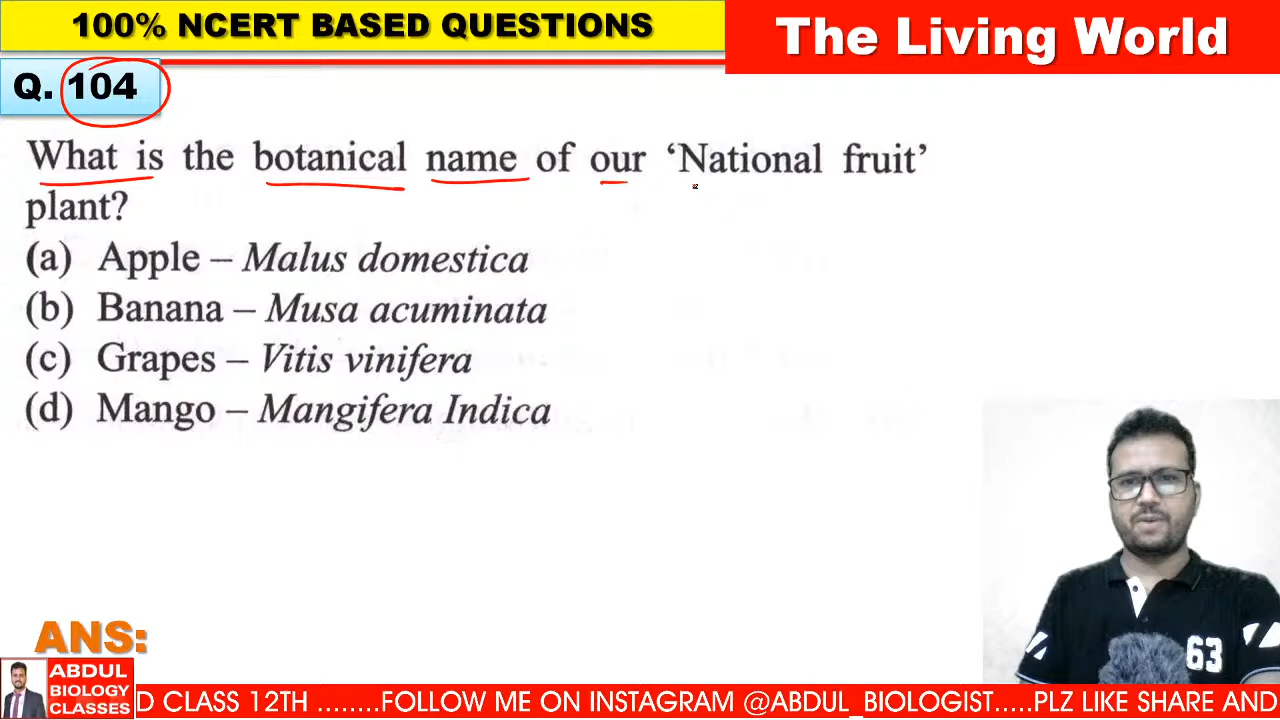 100% NCERT BASED QUESTIONS
The Living World
Q. 104
What is the botanical name of our ‘National fruit’
plant?
(a) Apple – Malus domestica
(b) Banana – Musa acuminata
(c) Grapes – Vitis vinifera
(d) Mango – Mangifera Indica
63
ANS:
ABDUL
BIOLOGY
CLASSES
D CLASS 12TH ........FOLLOW ME ON INSTAGRAM @ABDUL_BIOLOGIST.....PLZ LIKE SHARE AND